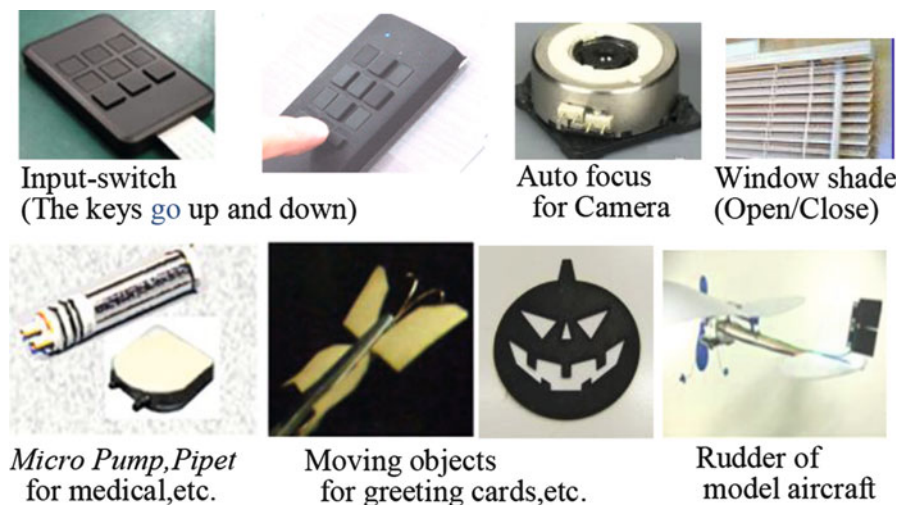 Input-switch
(The keys go up and down)
Auto focus
for Camera
Window shade
(Open/Close)
Micro Pump,Pipet
for medical,etc.
Moving objects
for greeting cards,etc.
Rudder of
model aircraft